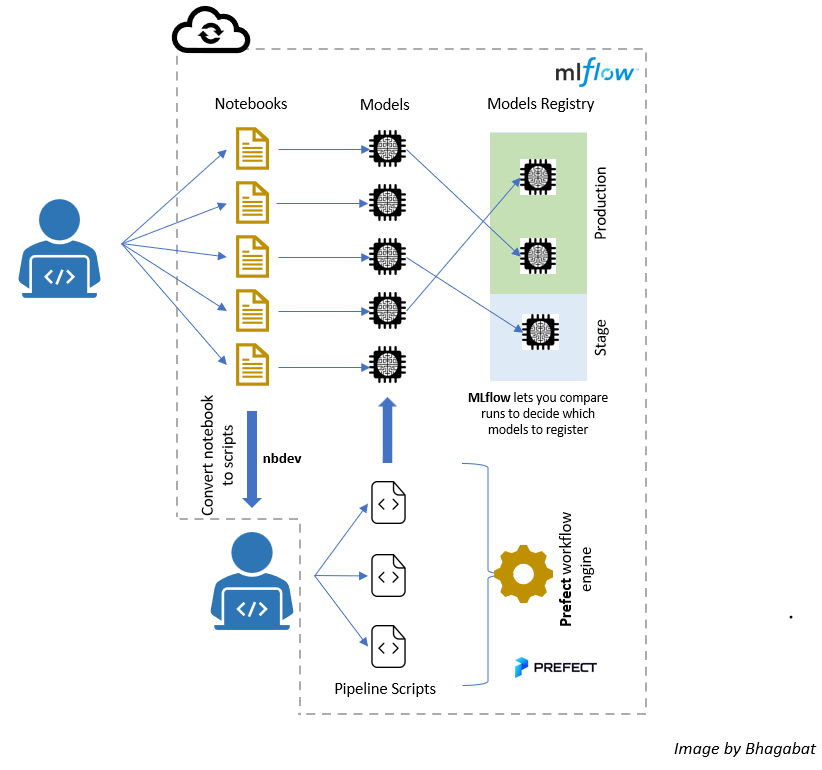 mlflow™
Notebooks
Models
Models Registry
Production
Stage
MLflow lets you compare
runs to decide which
models to register
Convert notebook
to scripts
nbdev
</>
</>
< >
< >
< >
Pipeline Scripts
Prefect workflow
engine
PREFECT
.
Image by Bhagabat